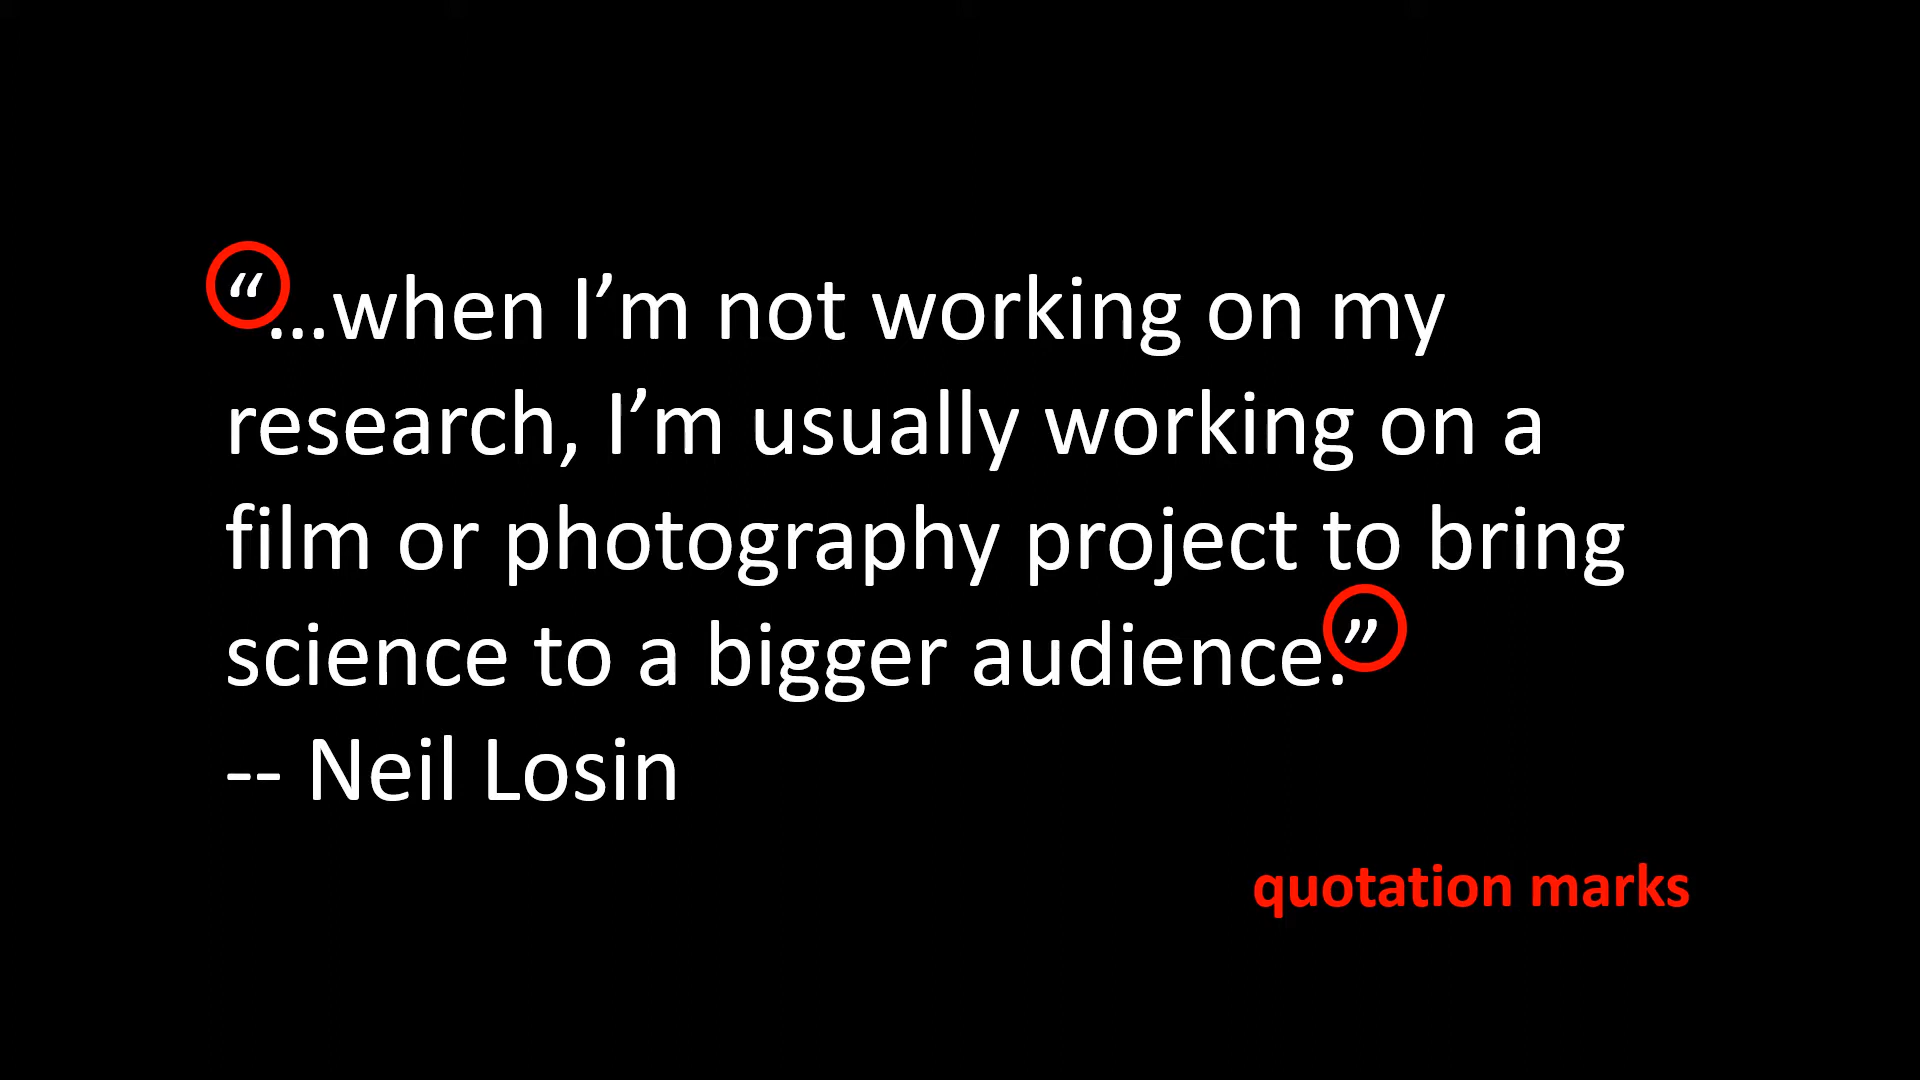 “…when I’m not working on my
research, I’m usually working on a
film or photography project to bring
science to a bigger audience.”
-- Neil Losin
quotation marks